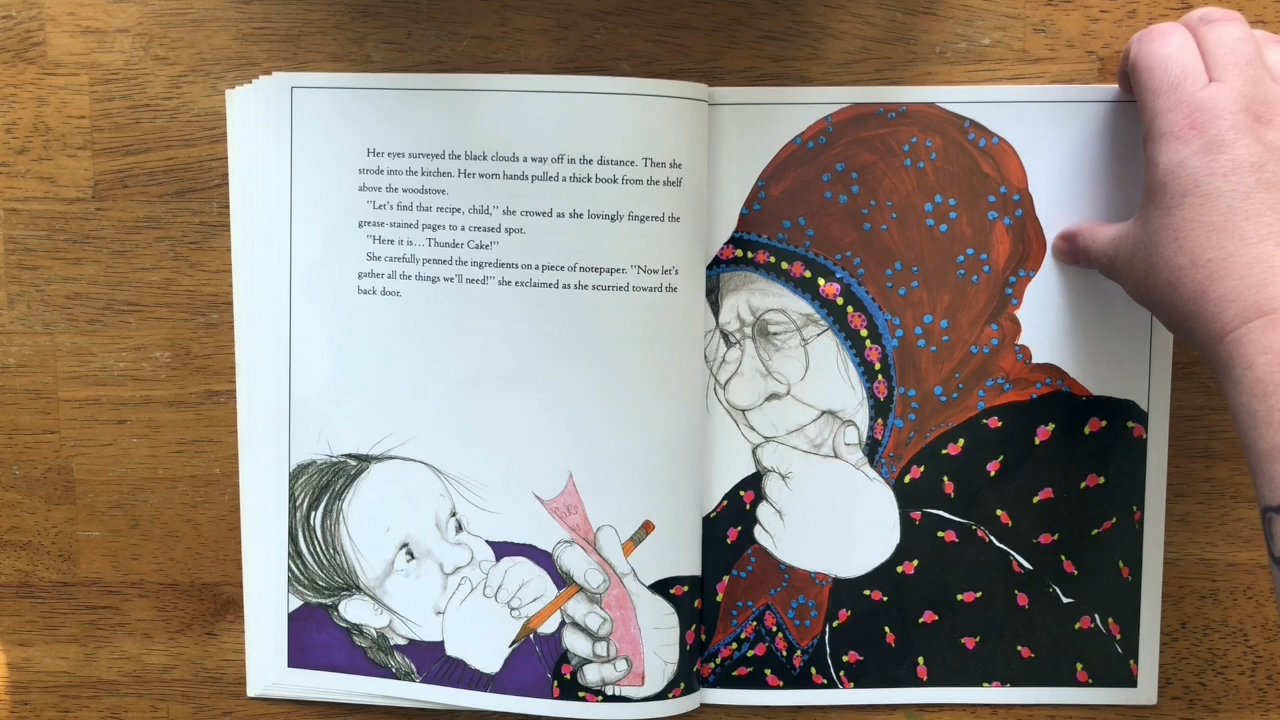 Her eyes surveyed the black clouds a way off in the distance. Then she
strode into the kitchen. Her worn hands pulled a thick book from the shelf
above the woodstove.
"Let's find that recipe, child," she crowed as she lovingly fingered the
grease-stained pages to a creased spot.
"Here it is...Thunder Cake!"
She carefully penned the ingredients on a piece of notepaper. "Now let's
gather all the things we'll need!" she exclaimed as she scurried toward the
back door.